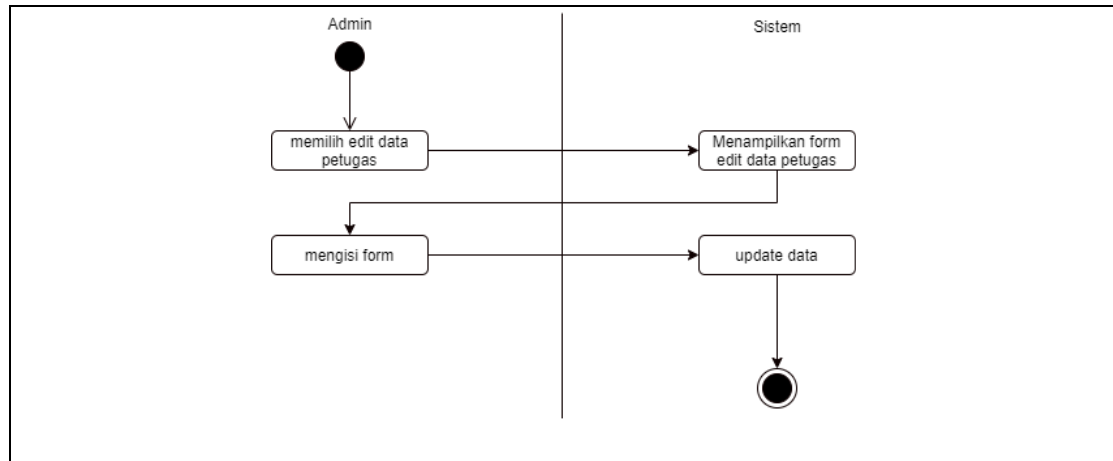 Admin
Sistem
memilih edit data
petugas
Menampilkan form
edit data petugas
mengisi form
update data